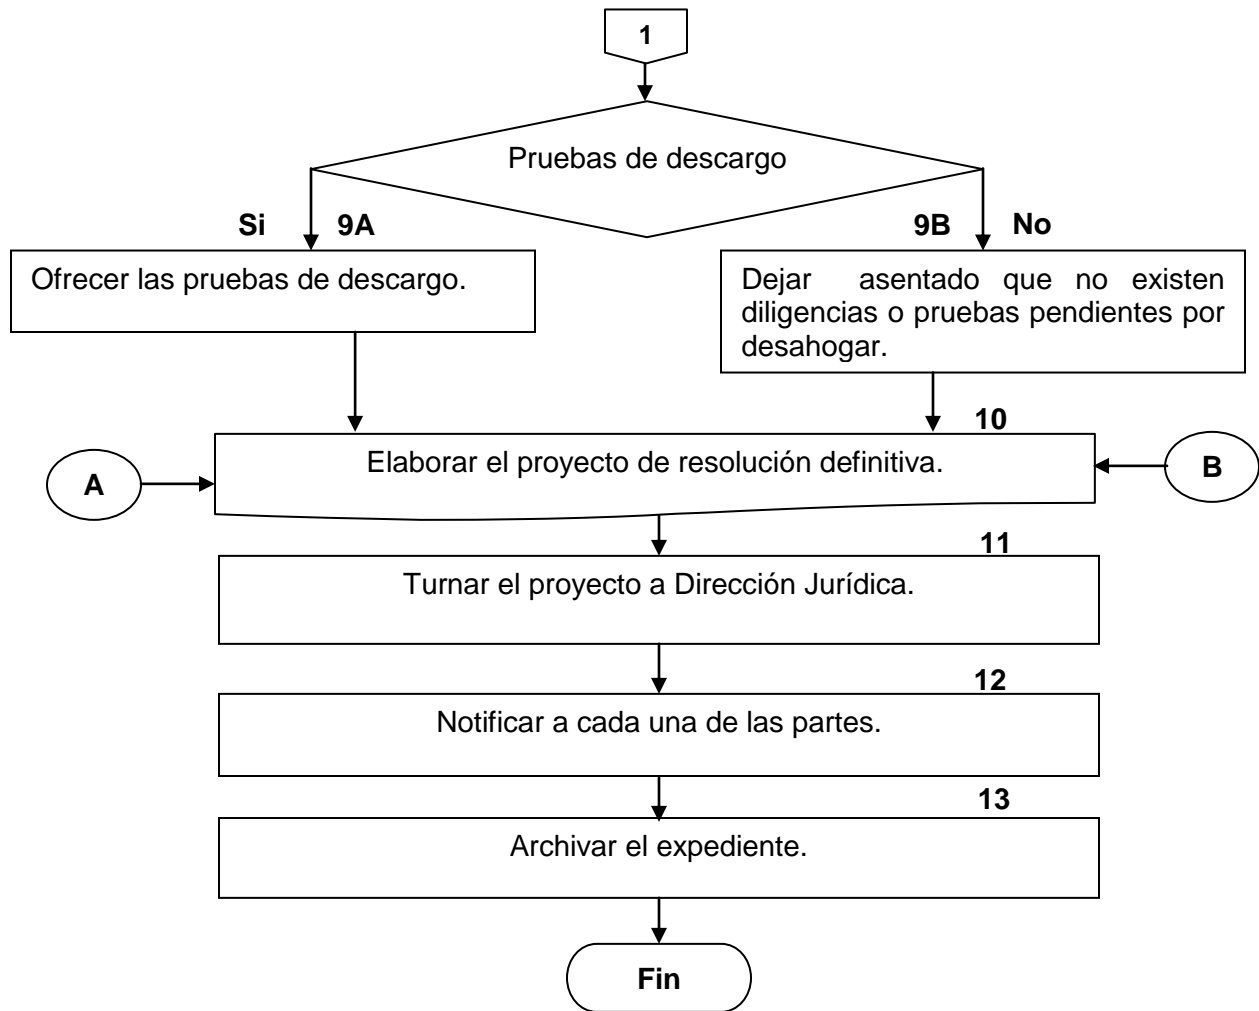 1
Pruebas de descargo
Si 9A
9B No
Ofrecer las pruebas de descargo.
Dejar asentado que no existen
diligencias o pruebas pendientes por
desahogar.
10
Elaborar el proyecto de resolución definitiva.
A
B
11
Turnar el proyecto a Dirección Jurídica.
12
Notificar a cada una de las partes.
13
Archivar el expediente.
Fin